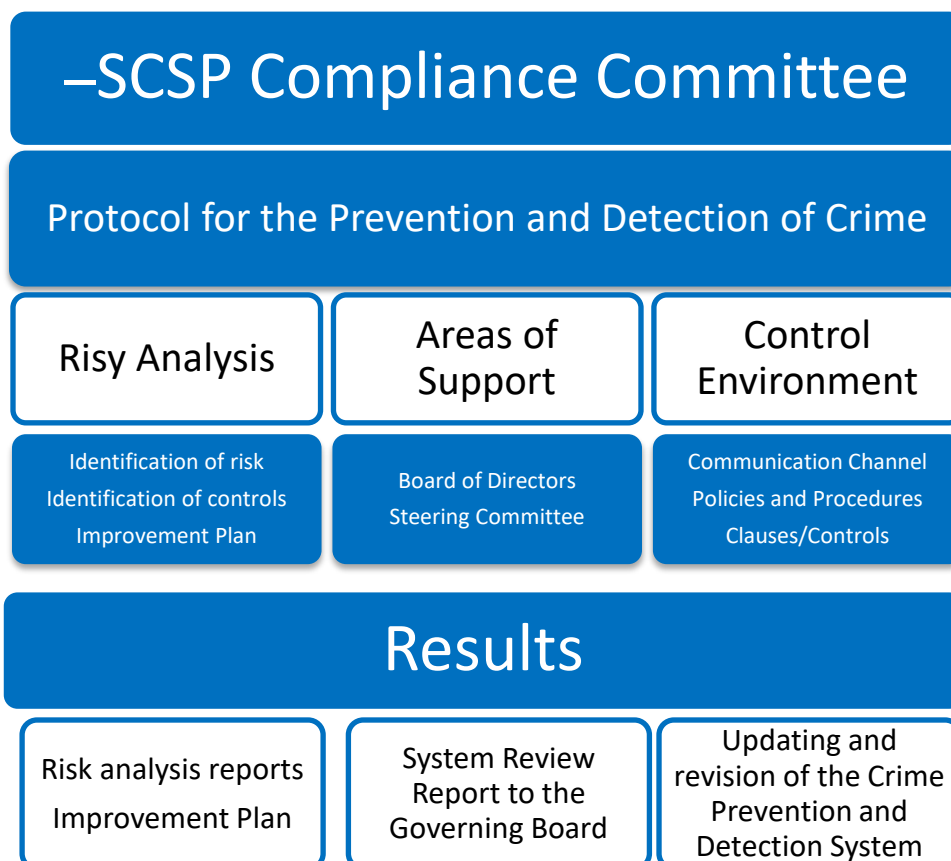 –SCSP Compliance Committee
Protocol for the Prevention and Detection of Crime
Risy Analysis
Areas of
Support
Control
Environment
Identification of risk
Identification of controls
Improvement Plan
Board of Directors
Steering Committee
Communication Channel
Policies and Procedures
Clauses/Controls
Results
Risk analysis reports
Improvement Plan
System Review
Report to the
Governing Board
Updating and
revision of the Crime
Prevention and
Detection System